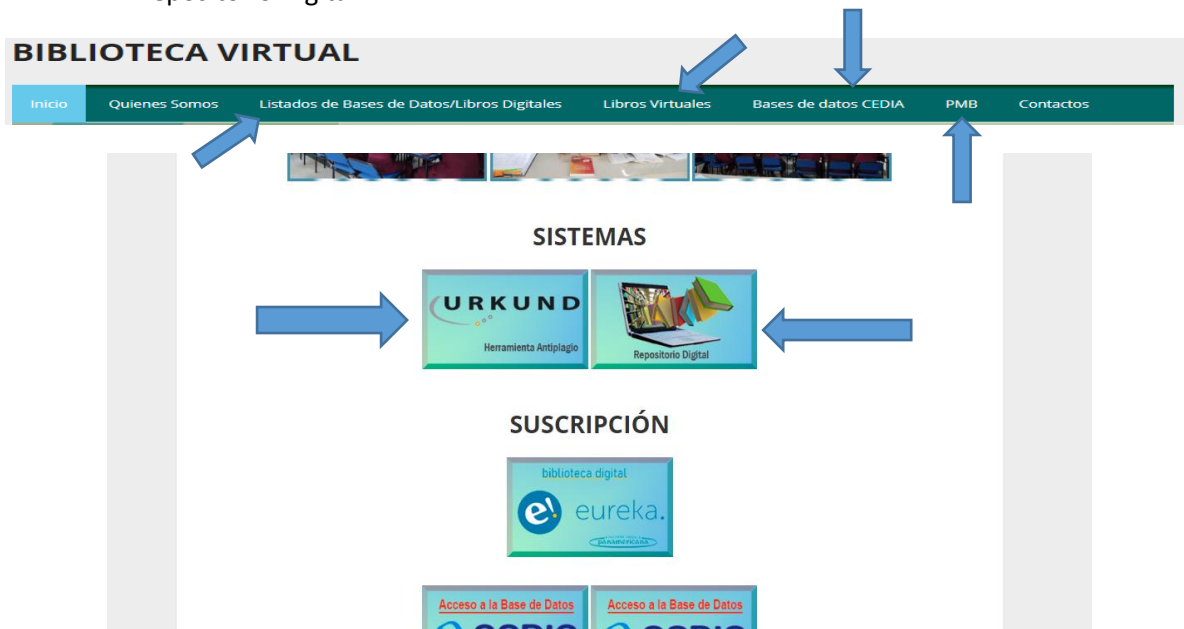 BIBLIOTECA VIRTUAL
Inicio Quienes Somos Listados de Bases de Datos/Libros Digitales Libros Virtuales Bases de datos CEDIA PMB Contactos
SISTEMAS
URKUND
Herramienta Antiplagio
Repositorio Digital
SUSCRIPCIÓN
biblioteca digital
e! eureka.
Acceso a la Base de Datos Acceso a la Base de Datos